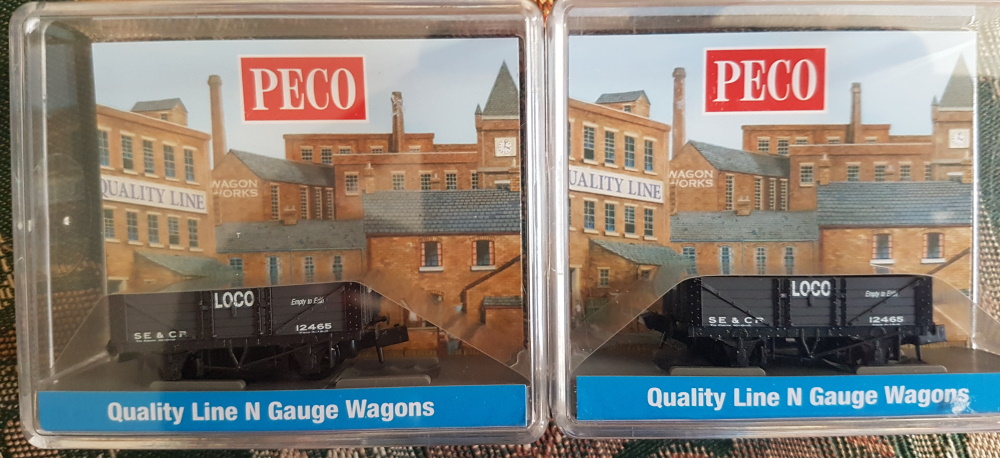 PECO
QUALITY LINE
WAGON
WORKS
LOCO
Empty to
SE & CR
12465
Quality Line N Gauge Wagons
PECO
QUALITY LINE
WAGON
WORKS
LOCO
Empty to
SE & CR
12465
Quality Line N Gauge Wagons